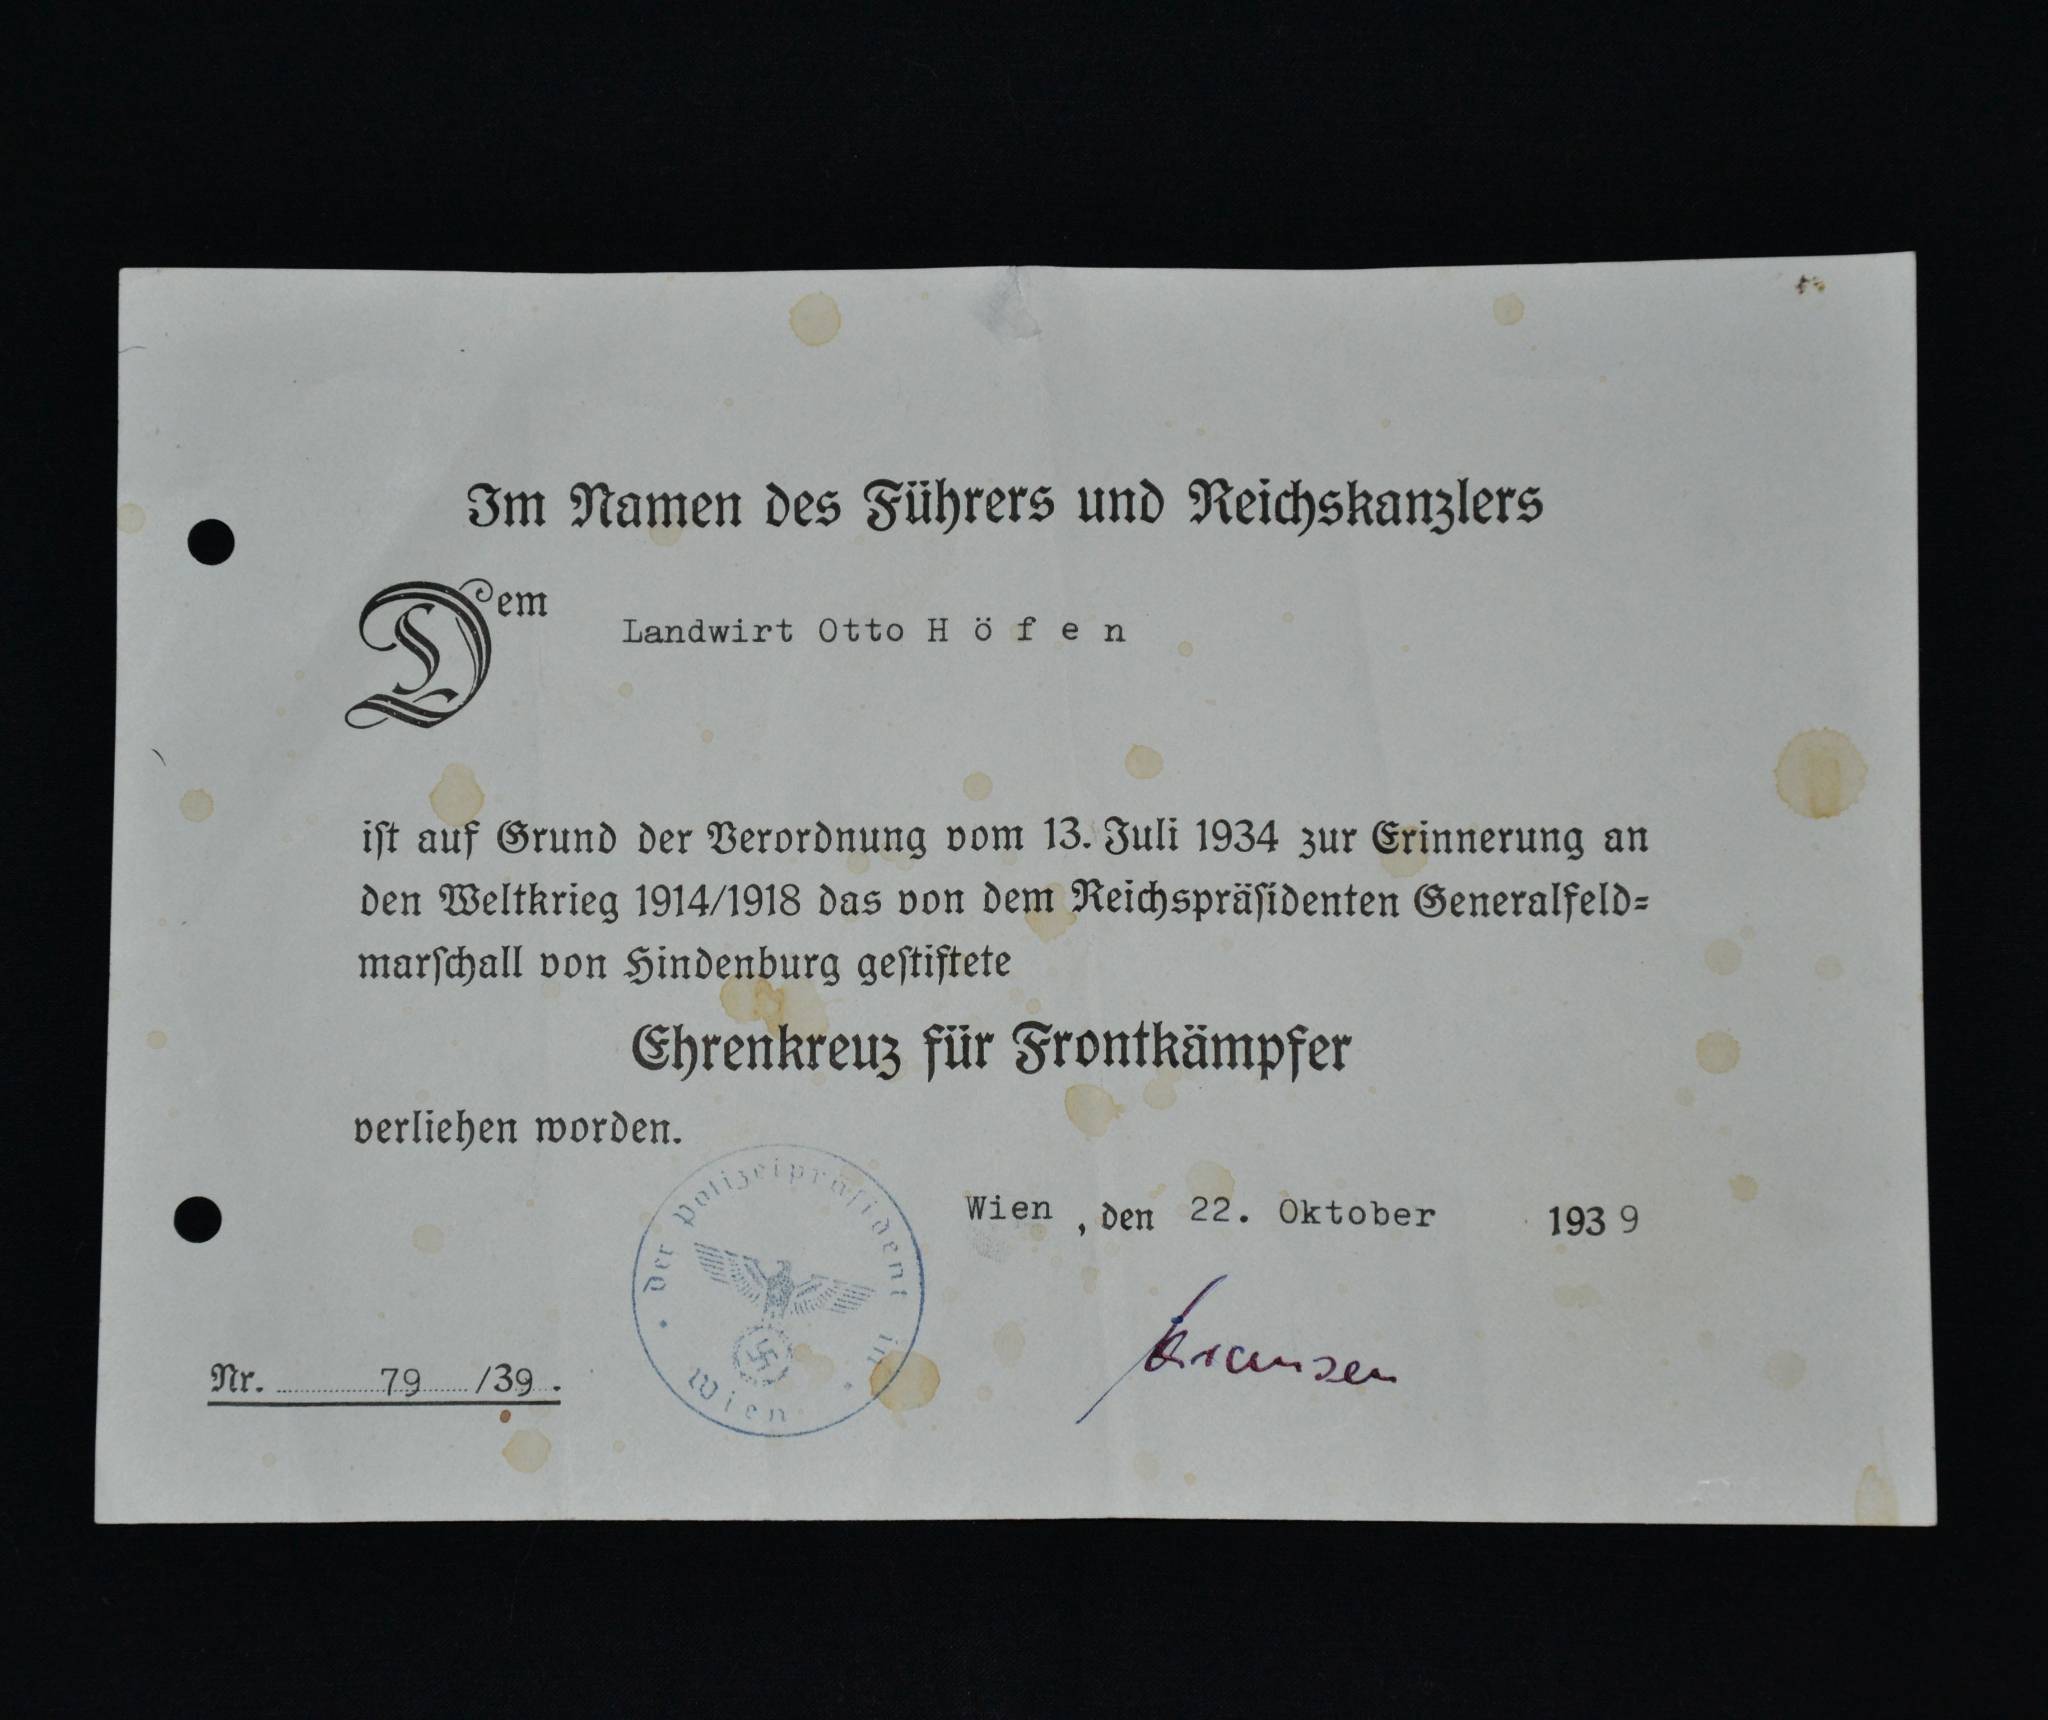 Im Namen des Führers und Reichskanzlers
Dem
Landwirt Otto H ö f e n
ist auf Grund der Verordnung vom 13. Juli 1934 zur Erinnerung an
den Weltkrieg 1914/1918 das von dem Reichspräsidenten Generalfeld=
marschall von Hindenburg gestiftete
Ehrenkreuz für Frontkämpfer
verliehen worden.
Wien, den 22. Oktober 1939
Der Polizeipräsident in
Wien
Nr. 79 /39.